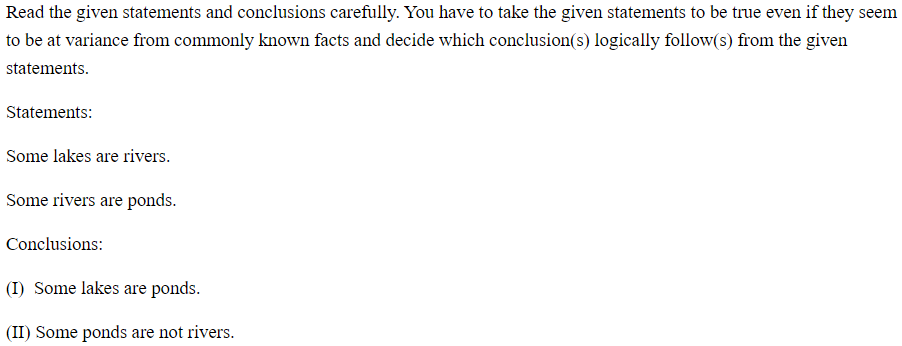 Read the given statements and conclusions carefully. You have to take the given statements to be true even if they seem
to be at variance from commonly known facts and decide which conclusion(s) logically follow(s) from the given
statements.
Statements:
Some lakes are rivers.
Some rivers are ponds.
Conclusions:
(I) Some lakes are ponds.
(II) Some ponds are not rivers.